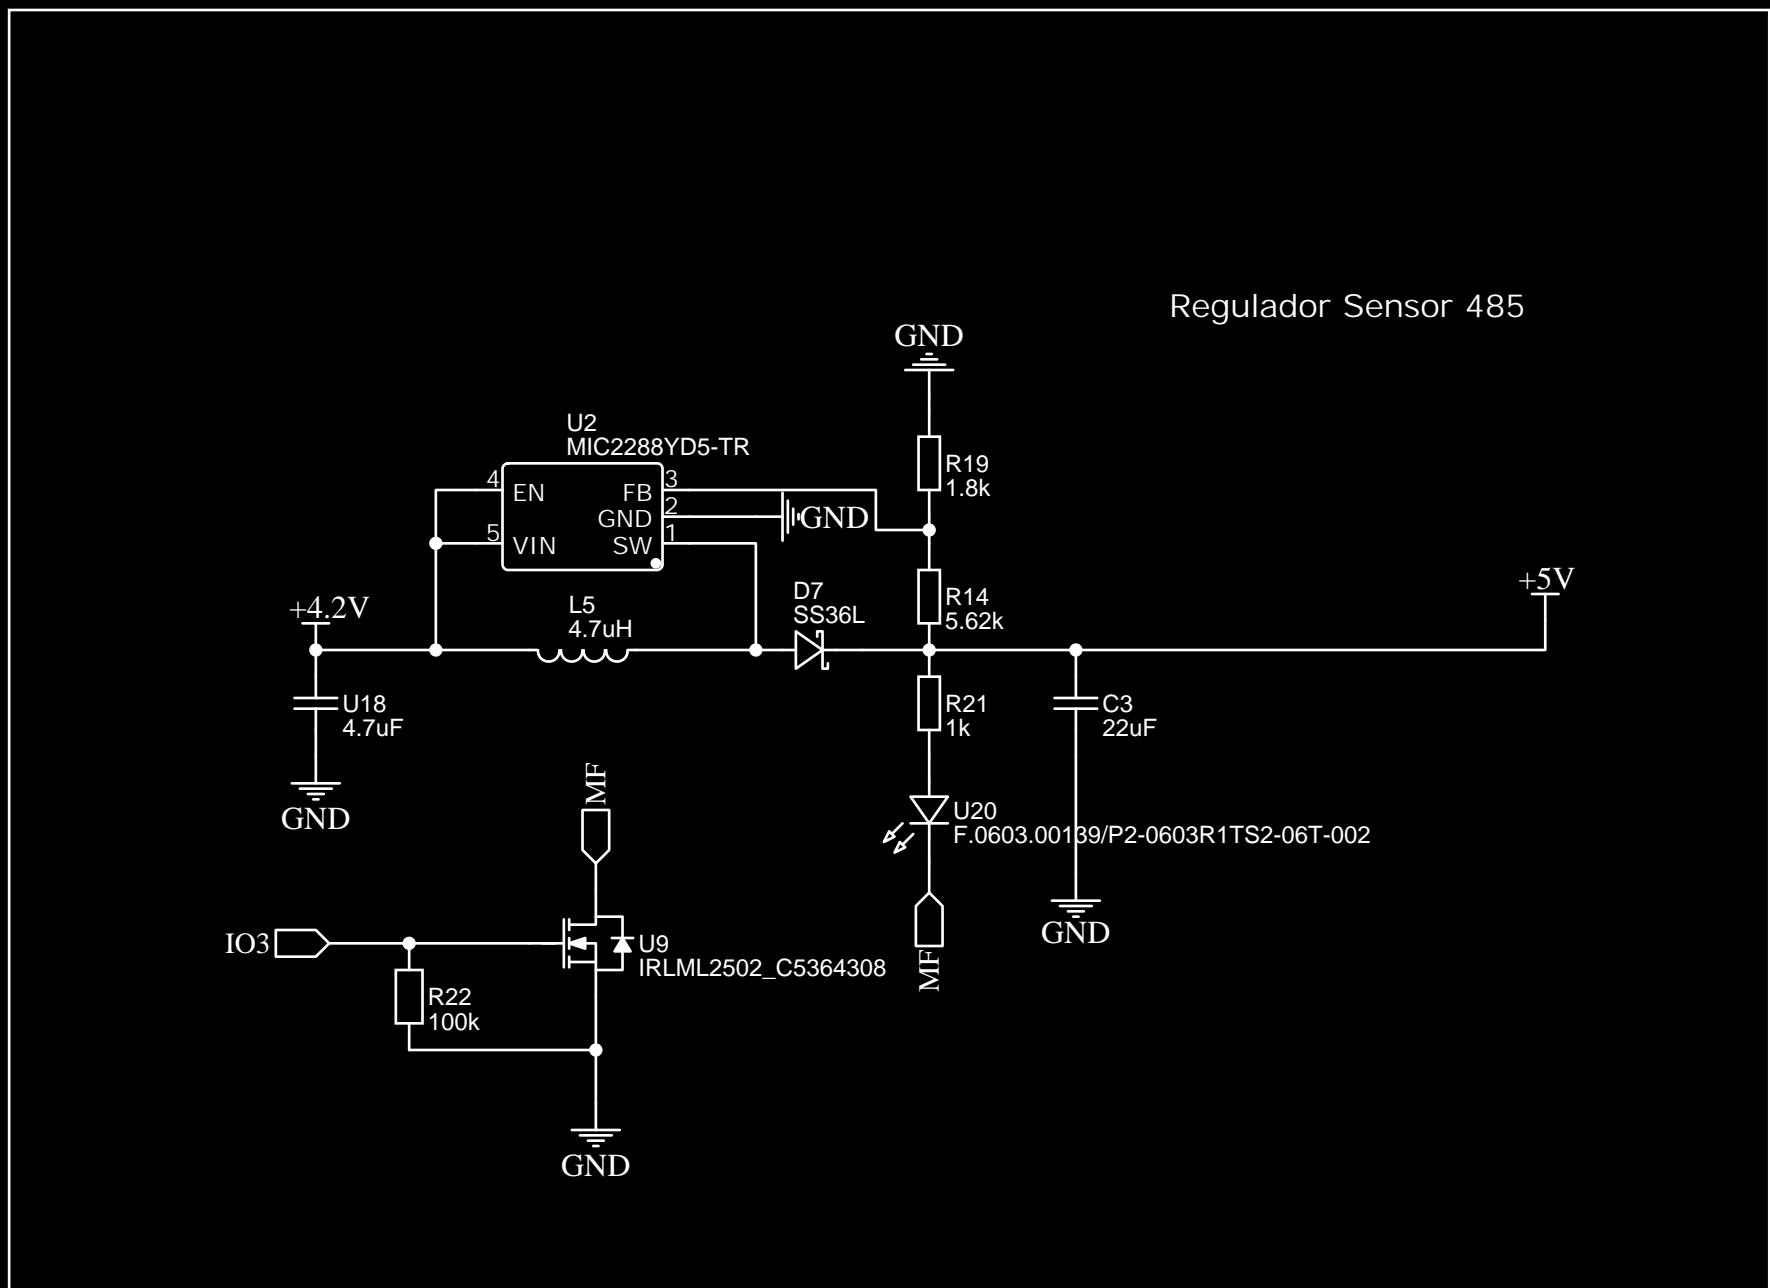 Regulador Sensor 485
GND
U2
MIC2288YD5-TR
R19
1.8k
4
EN
FB
3
GND
2
GND
5
VIN
SW
1
+5V
D7
SS36L
R14
5.62k
+4.2V
L5
4.7uH
U18
4.7uF
R21
1k
C3
22uF
GND
MF
U20
F.0603.00139/P2-0603R1TS2-06T-002
GND
IO3
U9
IRLML2502_C5364308
MF
R22
100k
GND